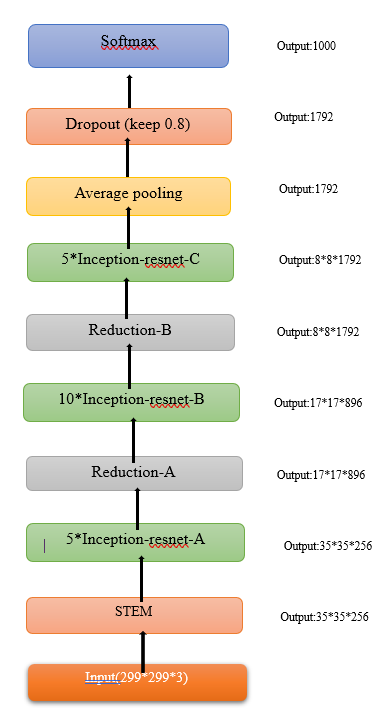 Softmax
Output:1000
Dropout (keep 0.8)
Output:1792
Average pooling
Output:1792
5*Inception-resnet-C
Output:8*8*1792
Reduction-B
Output:8*8*1792
10*Inception-resnet-B
Output:17*17*896
Reduction-A
Output:17*17*896
5*Inception-resnet-A
Output:35*35*256
STEM
Output:35*35*256
Input(299*299*3)